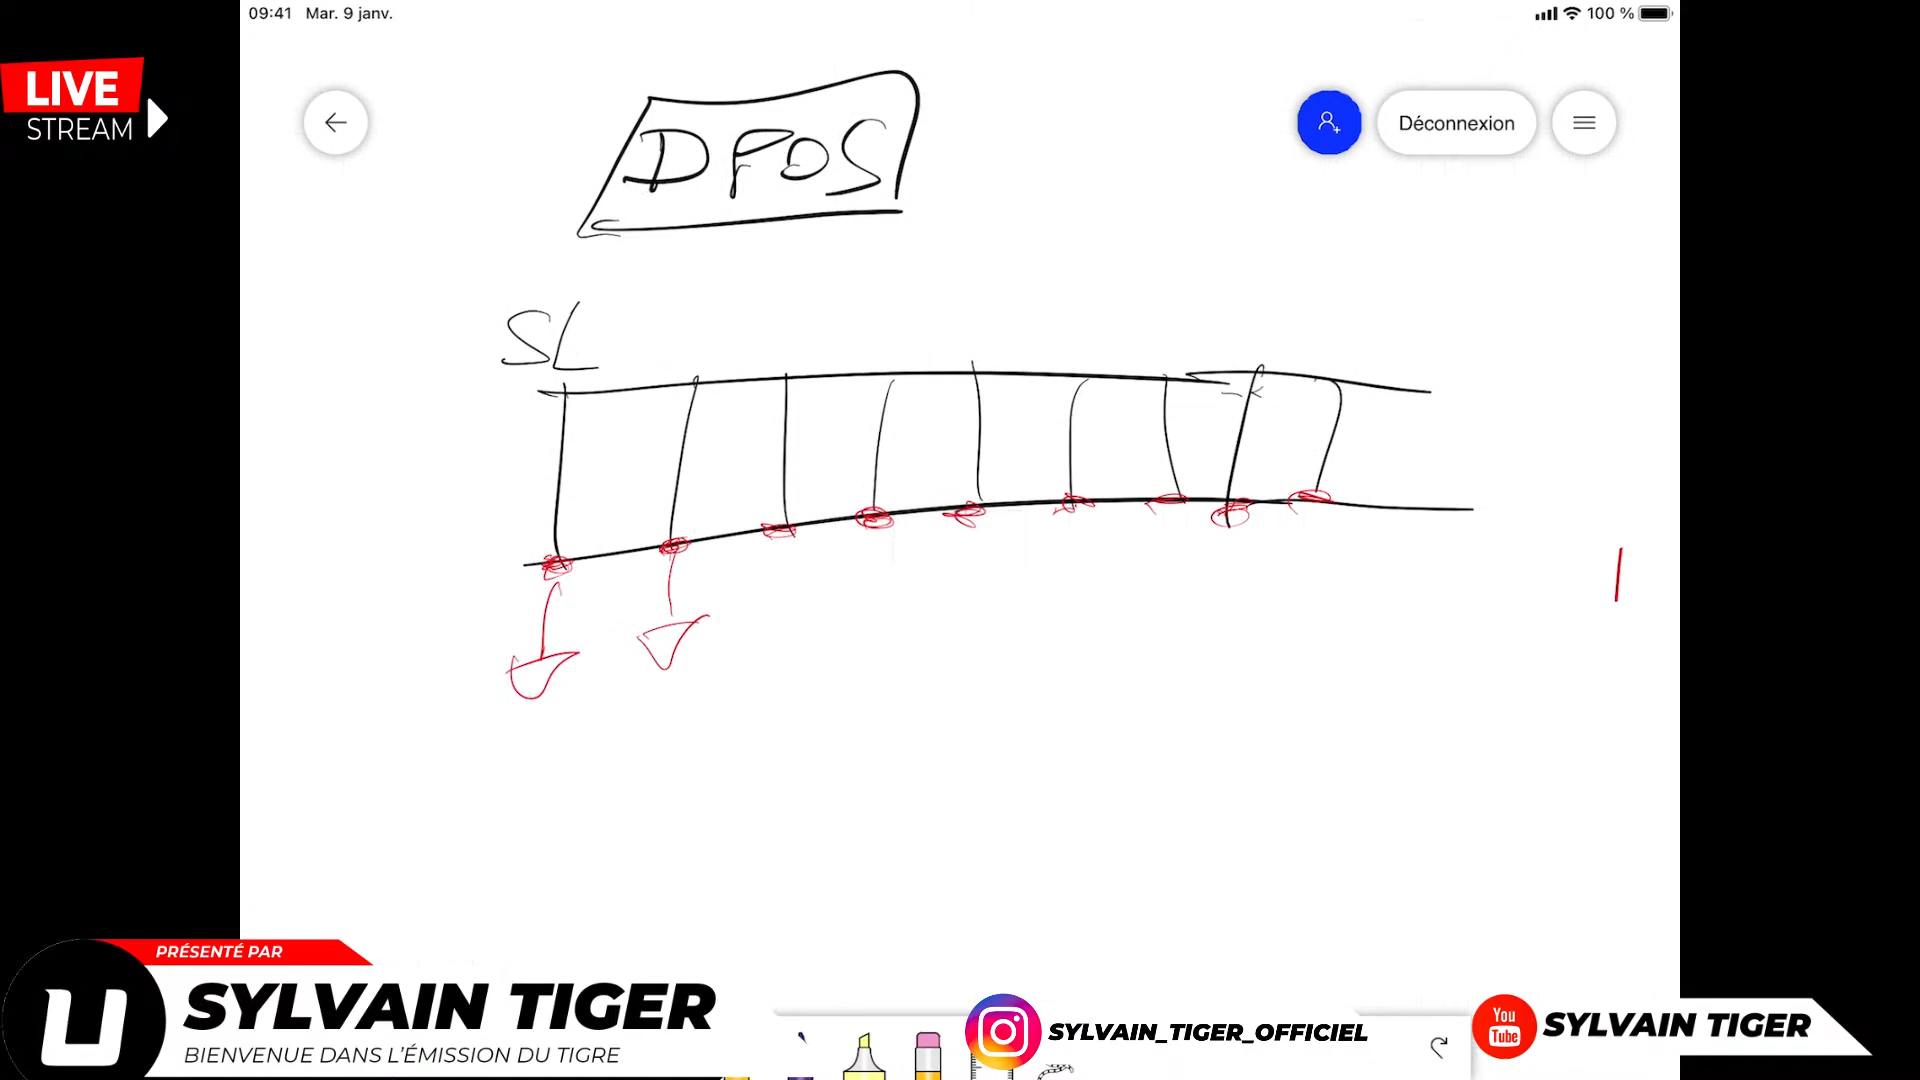 09:41 Mar. 9 janv.
100 %
LIVE
STREAM
DPOS
Déconnexion
SL
PRÉSENTÉ PAR
SYLVAIN TIGER
BIENVENUE DANS L'ÉMISSION DU TIGRE
SYLVAIN_TIGER_OFFICIEL
You
Tube
SYLVAIN TIGER